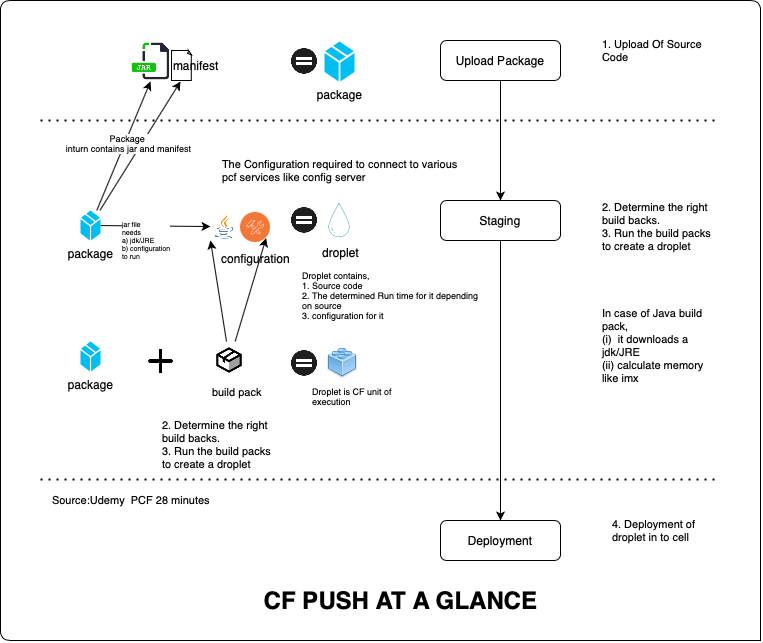 JAR
manifest
package
Upload Package
1. Upload Of Source
Code
Package
inturn contains jar and manifest
The Configuration required to connect to various
pcf services like config server
package
jar file
needs
a) jdk/JRE
b) configuration
to run
configuration
droplet
Staging
2. Determine the right
build backs.
3. Run the build packs
to create a droplet
Droplet contains,
1. Source code
2. The determined Run time for it depending
on source
3. configuration for it
In case of Java build
pack,
(i) it downloads a
jdk/JRE
(ii) calculate memory
like imx
package
build pack
Droplet is CF unit of
execution
2. Determine the right
build backs.
3. Run the build packs
to create a droplet
Source:Udemy PCF 28 minutes
Deployment
4. Deployment of
droplet in to cell
CF PUSH AT A GLANCE